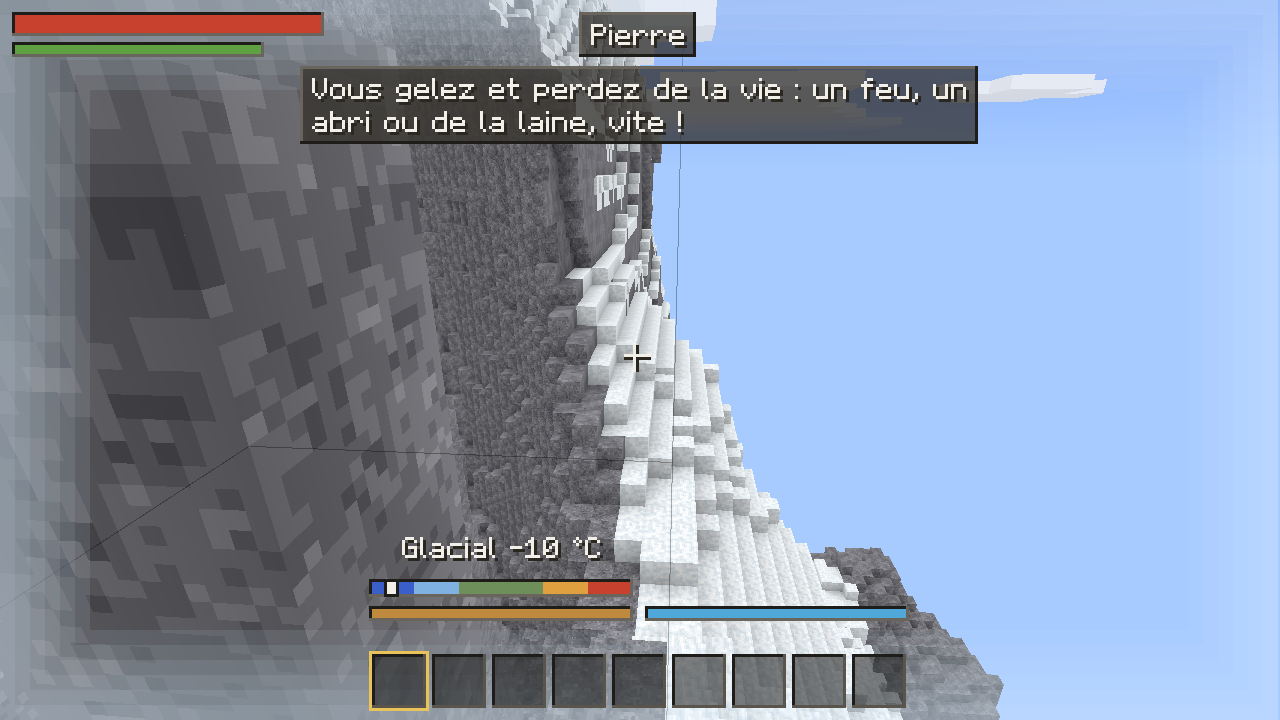 Pierre
Vous gelez et perdez de la vie : un feu, un
abri ou de la laine, vite !
Glacial -10 °C